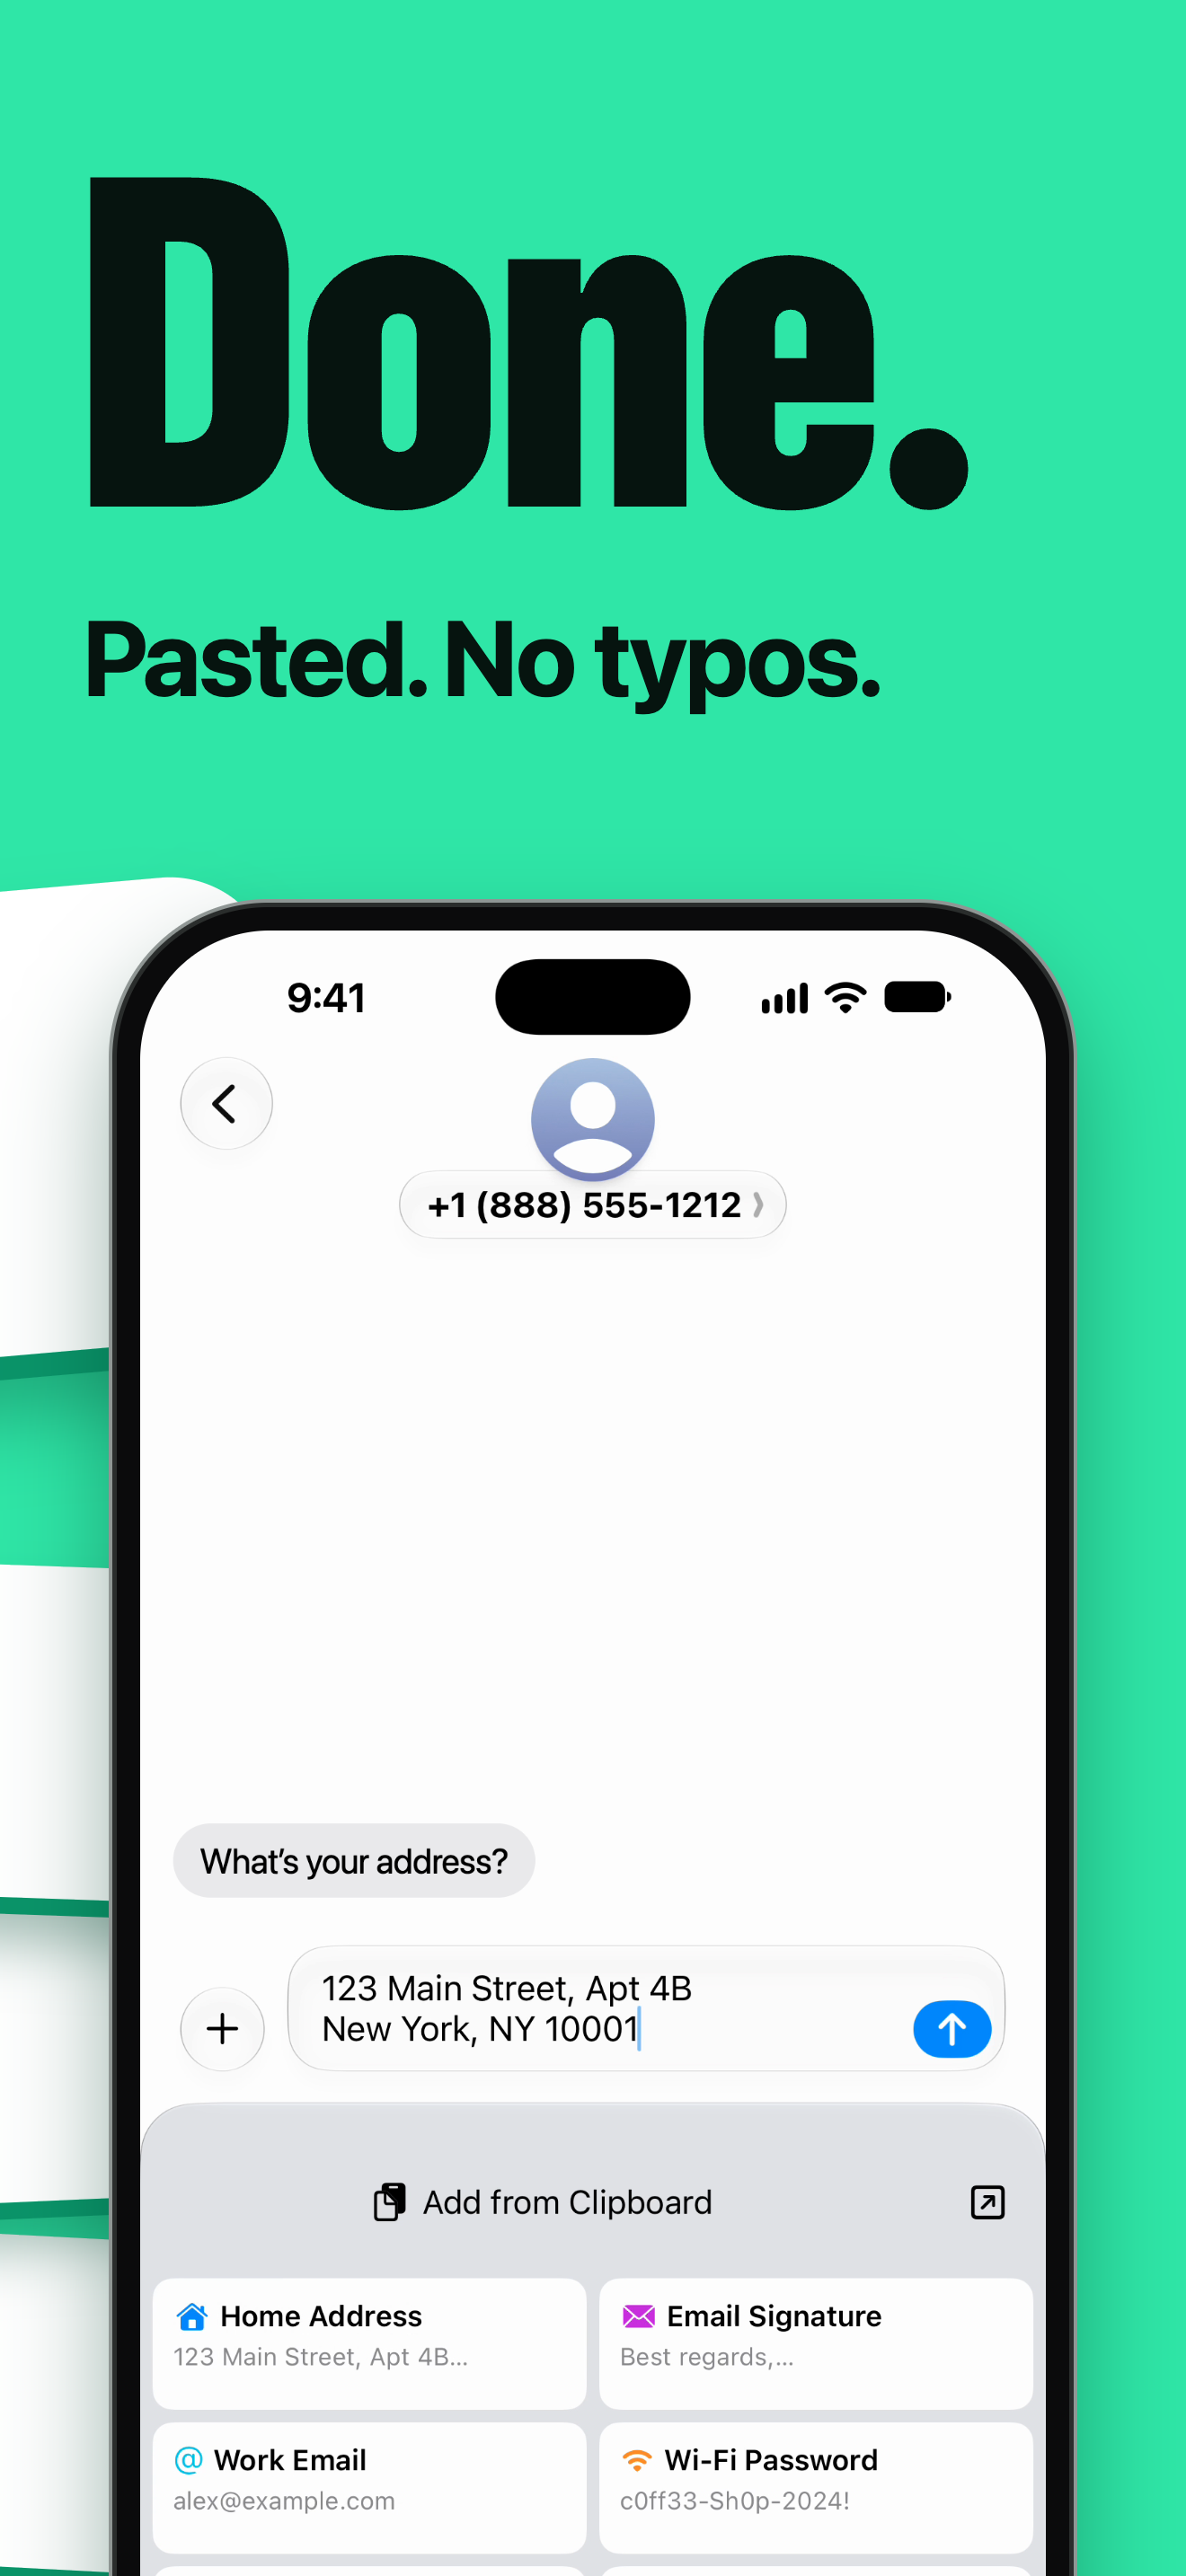 Done.
Pasted. No typos.
9:41
+1 (888) 555-1212
What’s your address?
123 Main Street, Apt 4B
New York, NY 10001
Add from Clipboard
Home Address
123 Main Street, Apt 4B...
Email Signature
Best regards,...
@ Work Email
alex@example.com
Wi-Fi Password
c0ff33-Sh0p-2024!